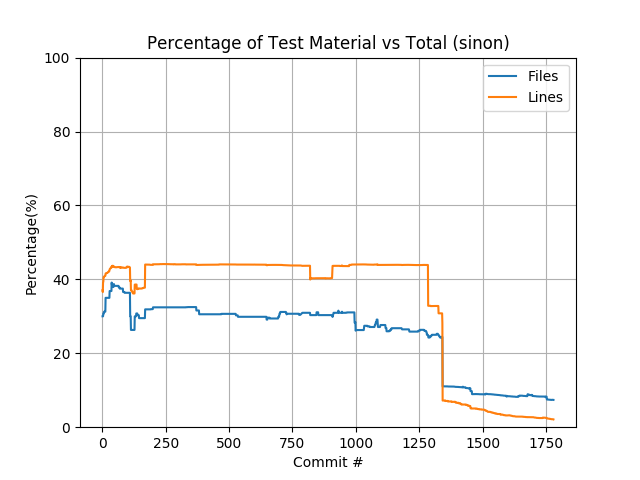 Percentage of Test Material vs Total (sinon)
Files
Lines
100
80
60
40
20
0
Percentage(%)
0 250 500 750 1000 1250 1500 1750
Commit #